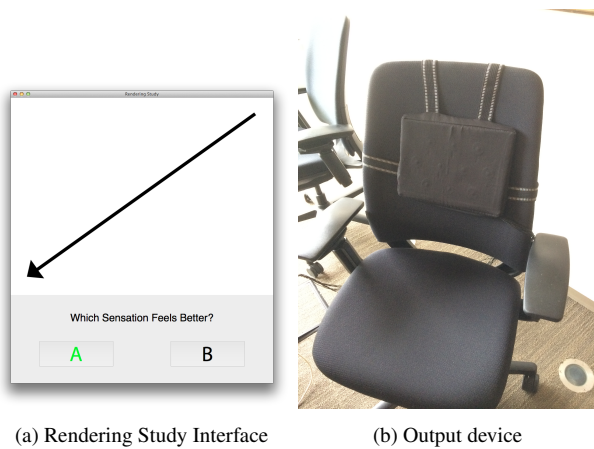 Rendering Study
Which Sensation Feels Better?
A
B
(a) Rendering Study Interface
(b) Output device